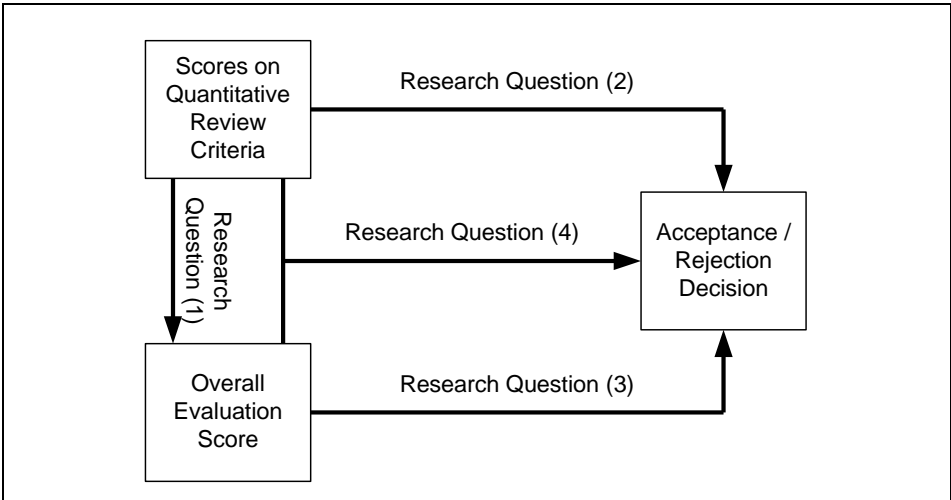 Scores on
Quantitative
Review
Criteria
Research Question (2)
Research
Question (1)
Research Question (4)
Acceptance /
Rejection
Decision
Overall
Evaluation
Score
Research Question (3)